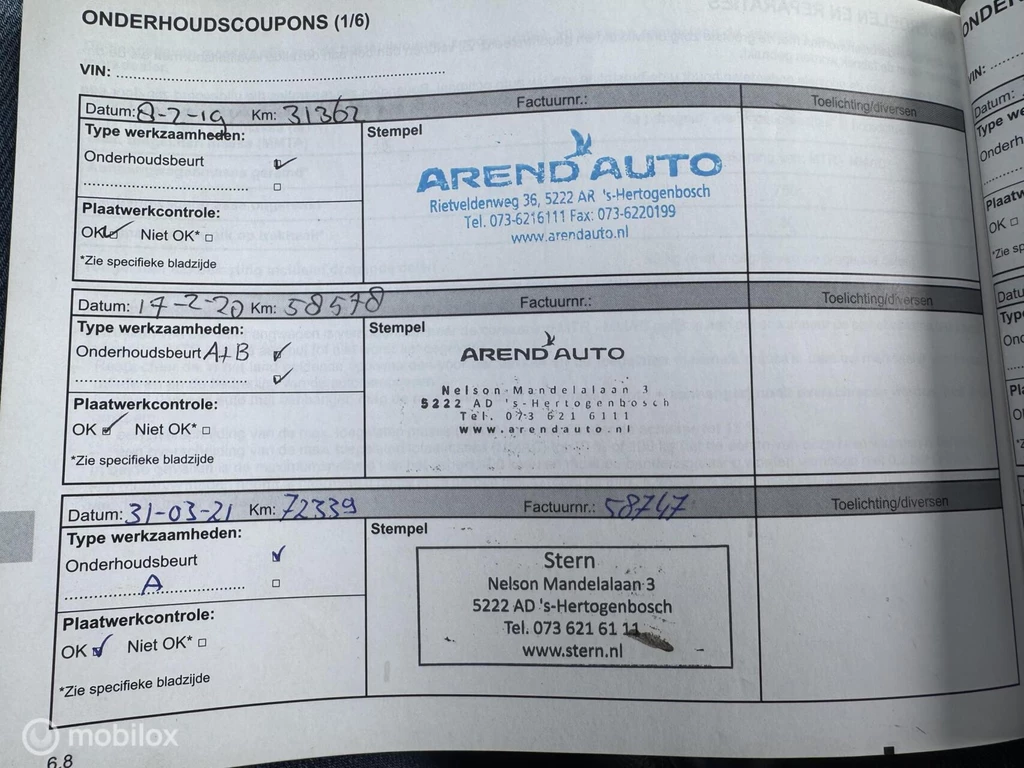 ONDERHOUDSCOUPONS (1/6)
VIN:
Datum: 8-2-19 Km: 31362 Factuurnr.: Toelichting/diversen
Type werkzaamheden:
Stempel
Onderhoudsbeurt
AREND AUTO
Rietveldenweg 36, 5222 AR 's-Hertogenbosch
Tel. 073-6216111 Fax: 073-6220199
www.arendauto.nl
Plaatwerkcontrole:
OK Niet OK*
*Zie specifieke bladzijde
Datum: 17-2-20 Km: 58578 Factuurnr.: Toelichting/diversen
Type werkzaamheden:
Stempel
Onderhoudsbeurt A+B
AREND AUTO
Nelson-Mandelalaan 3
5222 AD 's-Hertogenbosch
Tel. 073 621 6111
www.arendauto.nl
Plaatwerkcontrole:
OK Niet OK*
*Zie specifieke bladzijde
Datum: 31-03-21 Km: 72339 Factuurnr.: 58747 Toelichting/diversen
Type werkzaamheden:
Stempel
Onderhoudsbeurt
A
Stern
Nelson Mandelalaan 3
5222 AD 's-Hertogenbosch
Tel. 073 621 61 11
www.stern.nl
Plaatwerkcontrole:
OK Niet OK*
*Zie specifieke bladzijde
6.8
mobilox